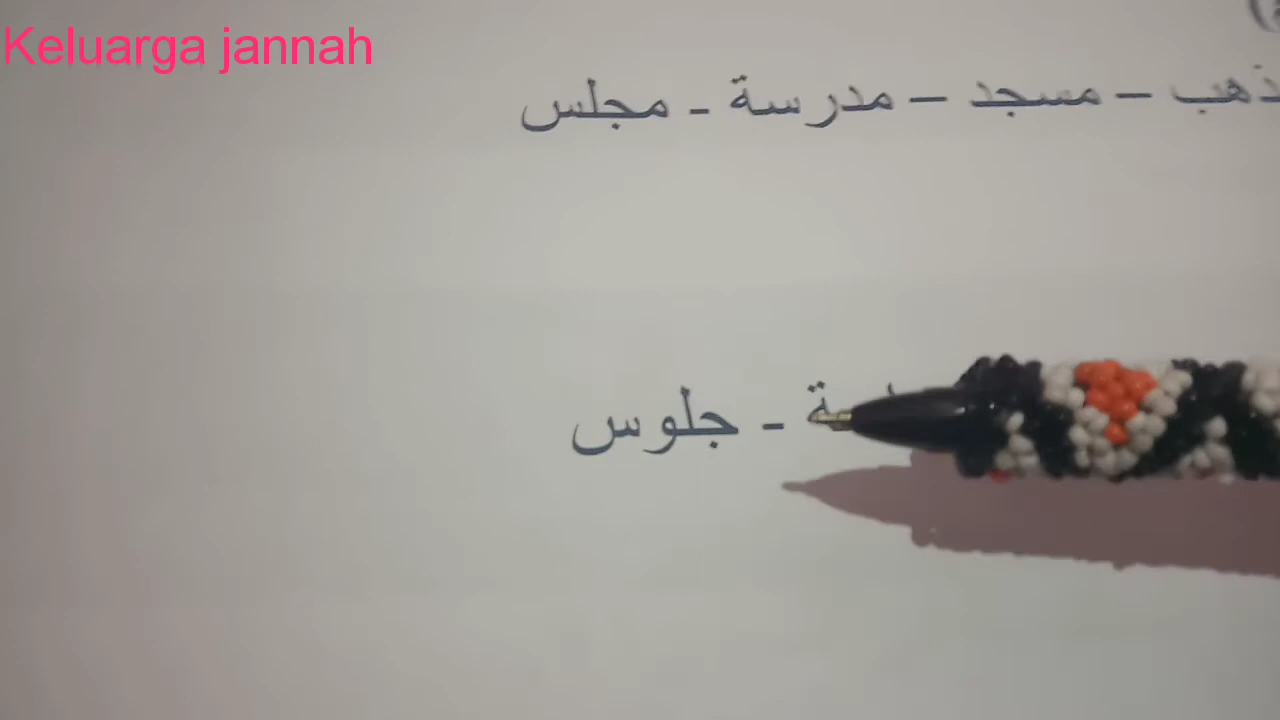 Keluarga jannah
– مسجد – مدرسة - مجلس
- جلوس